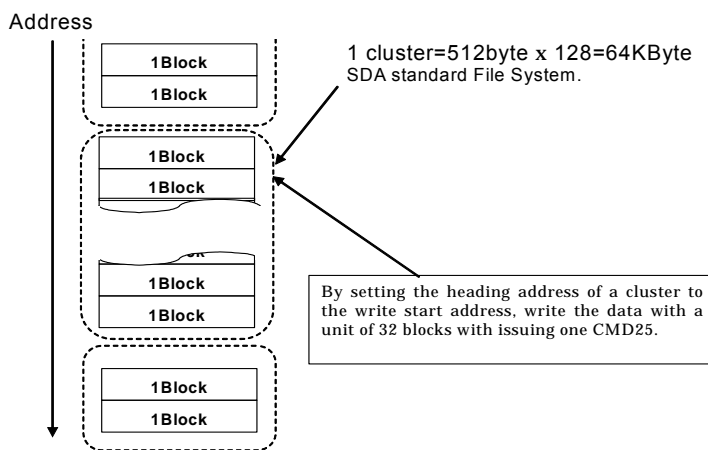 Address
1 cluster=512byte x 128=64KByte
SDA standard File System.
1Block
1Block
1Block
1Block
1Block
1Block
By setting the heading address of a cluster to
the write start address, write the data with a
unit of 32 blocks with issuing one CMD25.
1Block
1Block